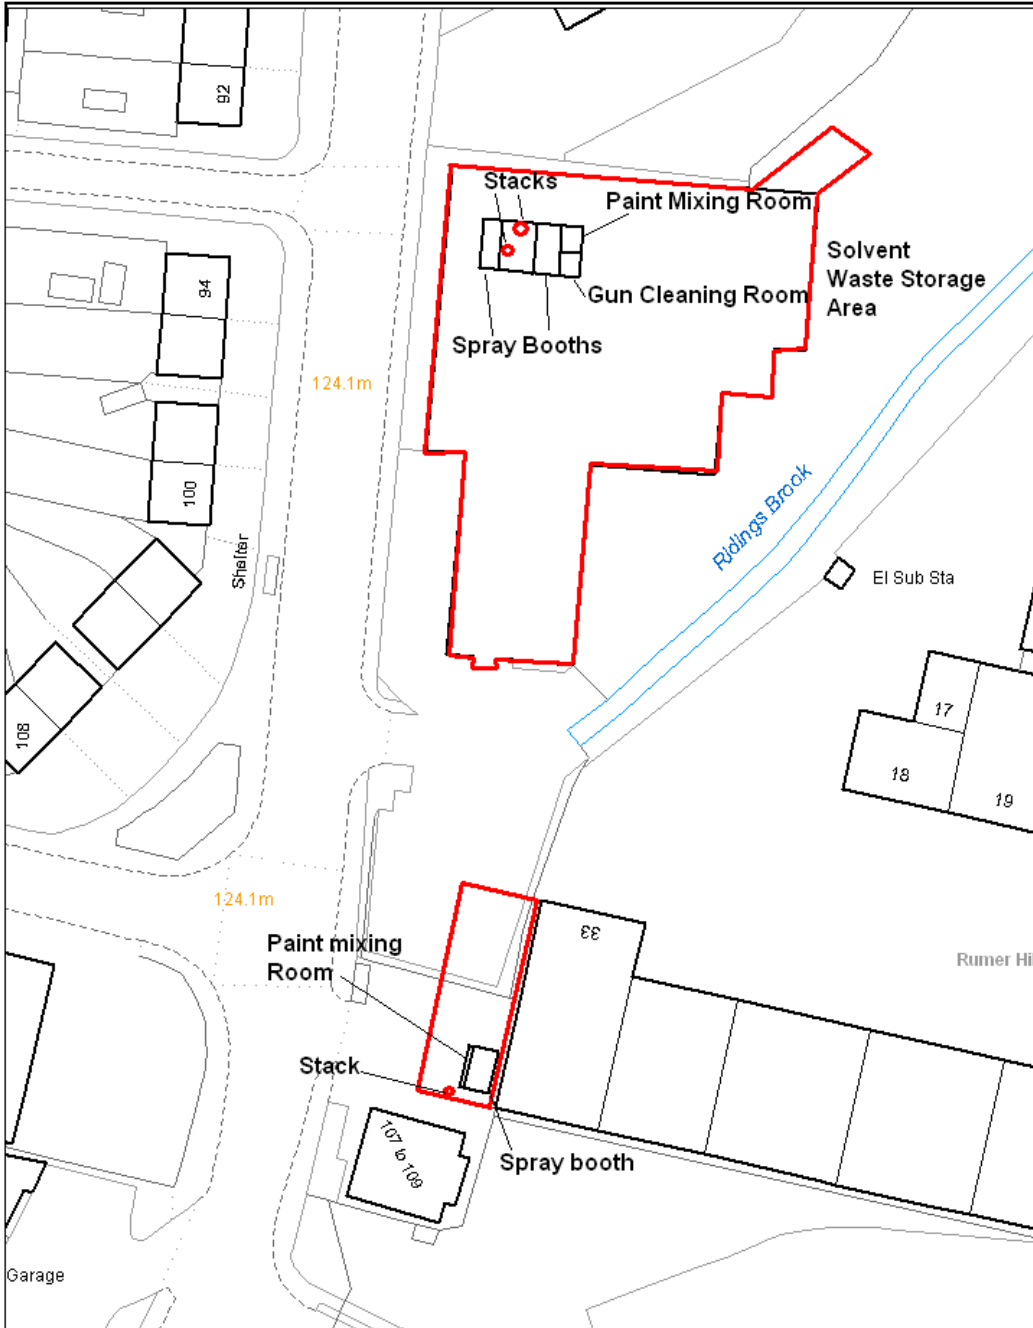 92
Stacks
Paint Mixing Room
Solvent
Waste Storage
Area
94
Gun Cleaning Room
Spray Booths
124.1m
100
Ridings Brook
Shelter
El Sub Sta
108
17
18
19
124.1m
33
Paint mixing
Room
Rumer Hil
Stack
107 to 109
Spray booth
Garage